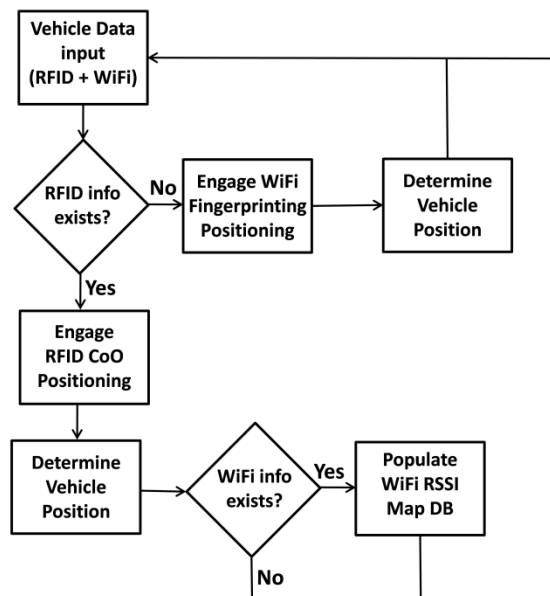 Vehicle Data
input
(RFID + WiFi)
RFID info
exists?
No
Engage WiFi
Fingerprinting
Positioning
Determine
Vehicle
Position
Yes
Engage
RFID CoO
Positioning
Determine
Vehicle
Position
WiFi info
exists?
Yes
Populate
WiFi RSSI
Map DB
No